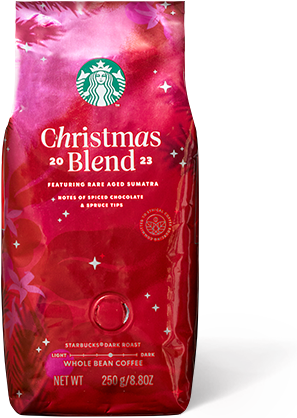 Christmas
20 Blend 23
FEATURING RARE AGED SUMATRA
NOTES OF SPICED CHOCOLATE
& SPRUCE TIPS
STARBUCKS® DARK ROAST
LIGHT DARK
WHOLE BEAN COFFEE
NET WT 250 g/8.8OZ